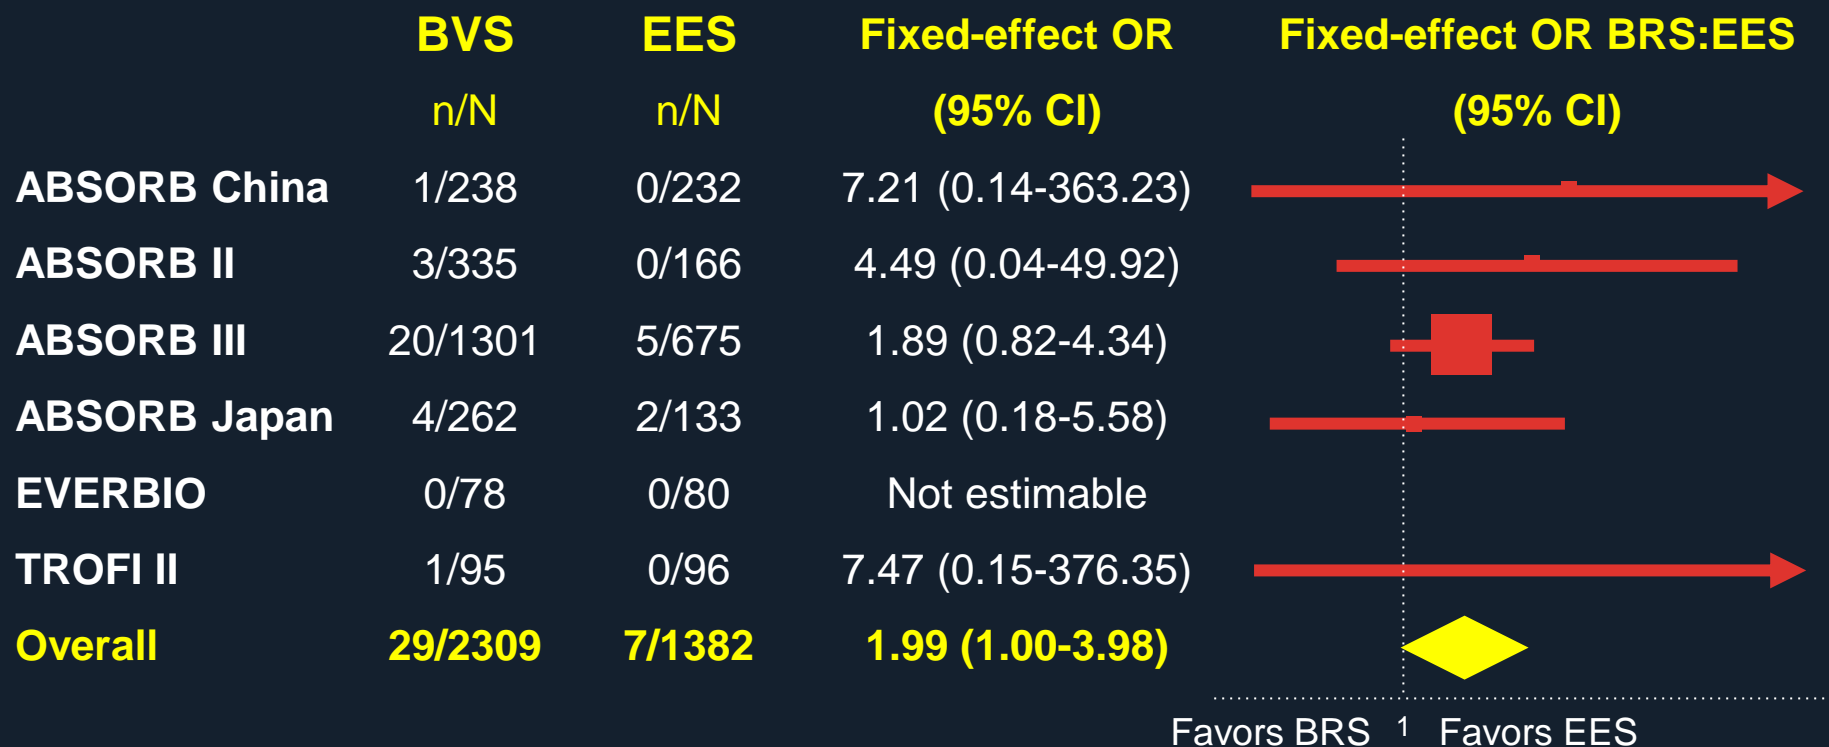 BVS EES Fixed-effect OR Fixed-effect OR BRS:EES
n/N n/N (95% CI) (95% CI)
ABSORB China 1/238 0/232 7.21 (0.14-363.23)
ABSORB II 3/335 0/166 4.49 (0.04-49.92)
ABSORB III 20/1301 5/675 1.89 (0.82-4.34)
ABSORB Japan 4/262 2/133 1.02 (0.18-5.58)
EVERBIO 0/78 0/80 Not estimable
TROFI II 1/95 0/96 7.47 (0.15-376.35)
Overall 29/2309 7/1382 1.99 (1.00-3.98)
Favors BRS 1 Favors EES